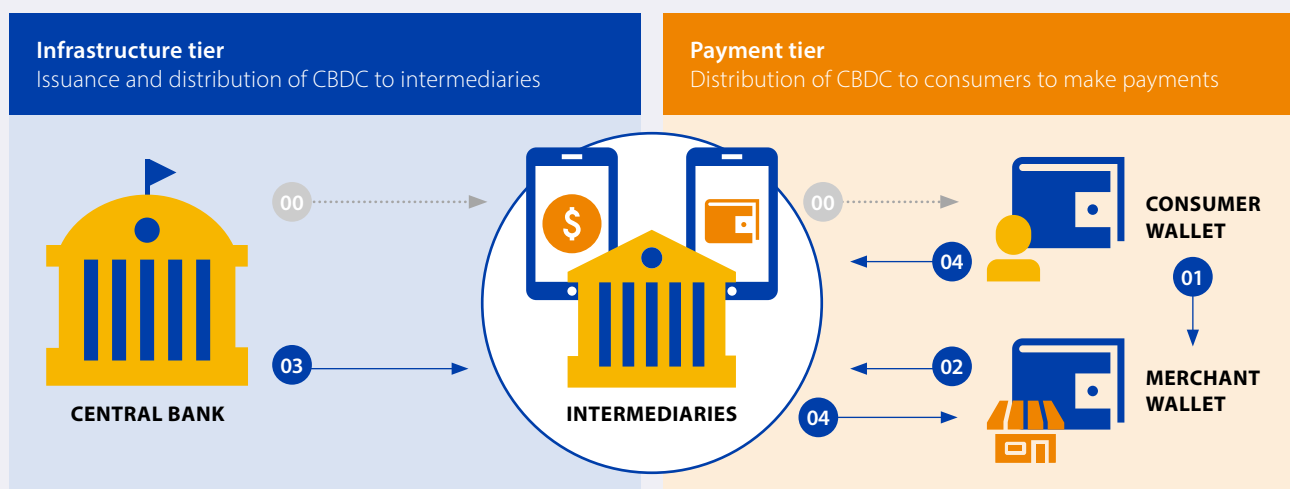 Infrastructure tier
Issuance and distribution of CBDC to intermediaries
Payment tier
Distribution of CBDC to consumers to make payments
00
$
00
CONSUMER
WALLET
04
01
03
02
MERCHANT
WALLET
04
CENTRAL BANK
INTERMEDIARIES